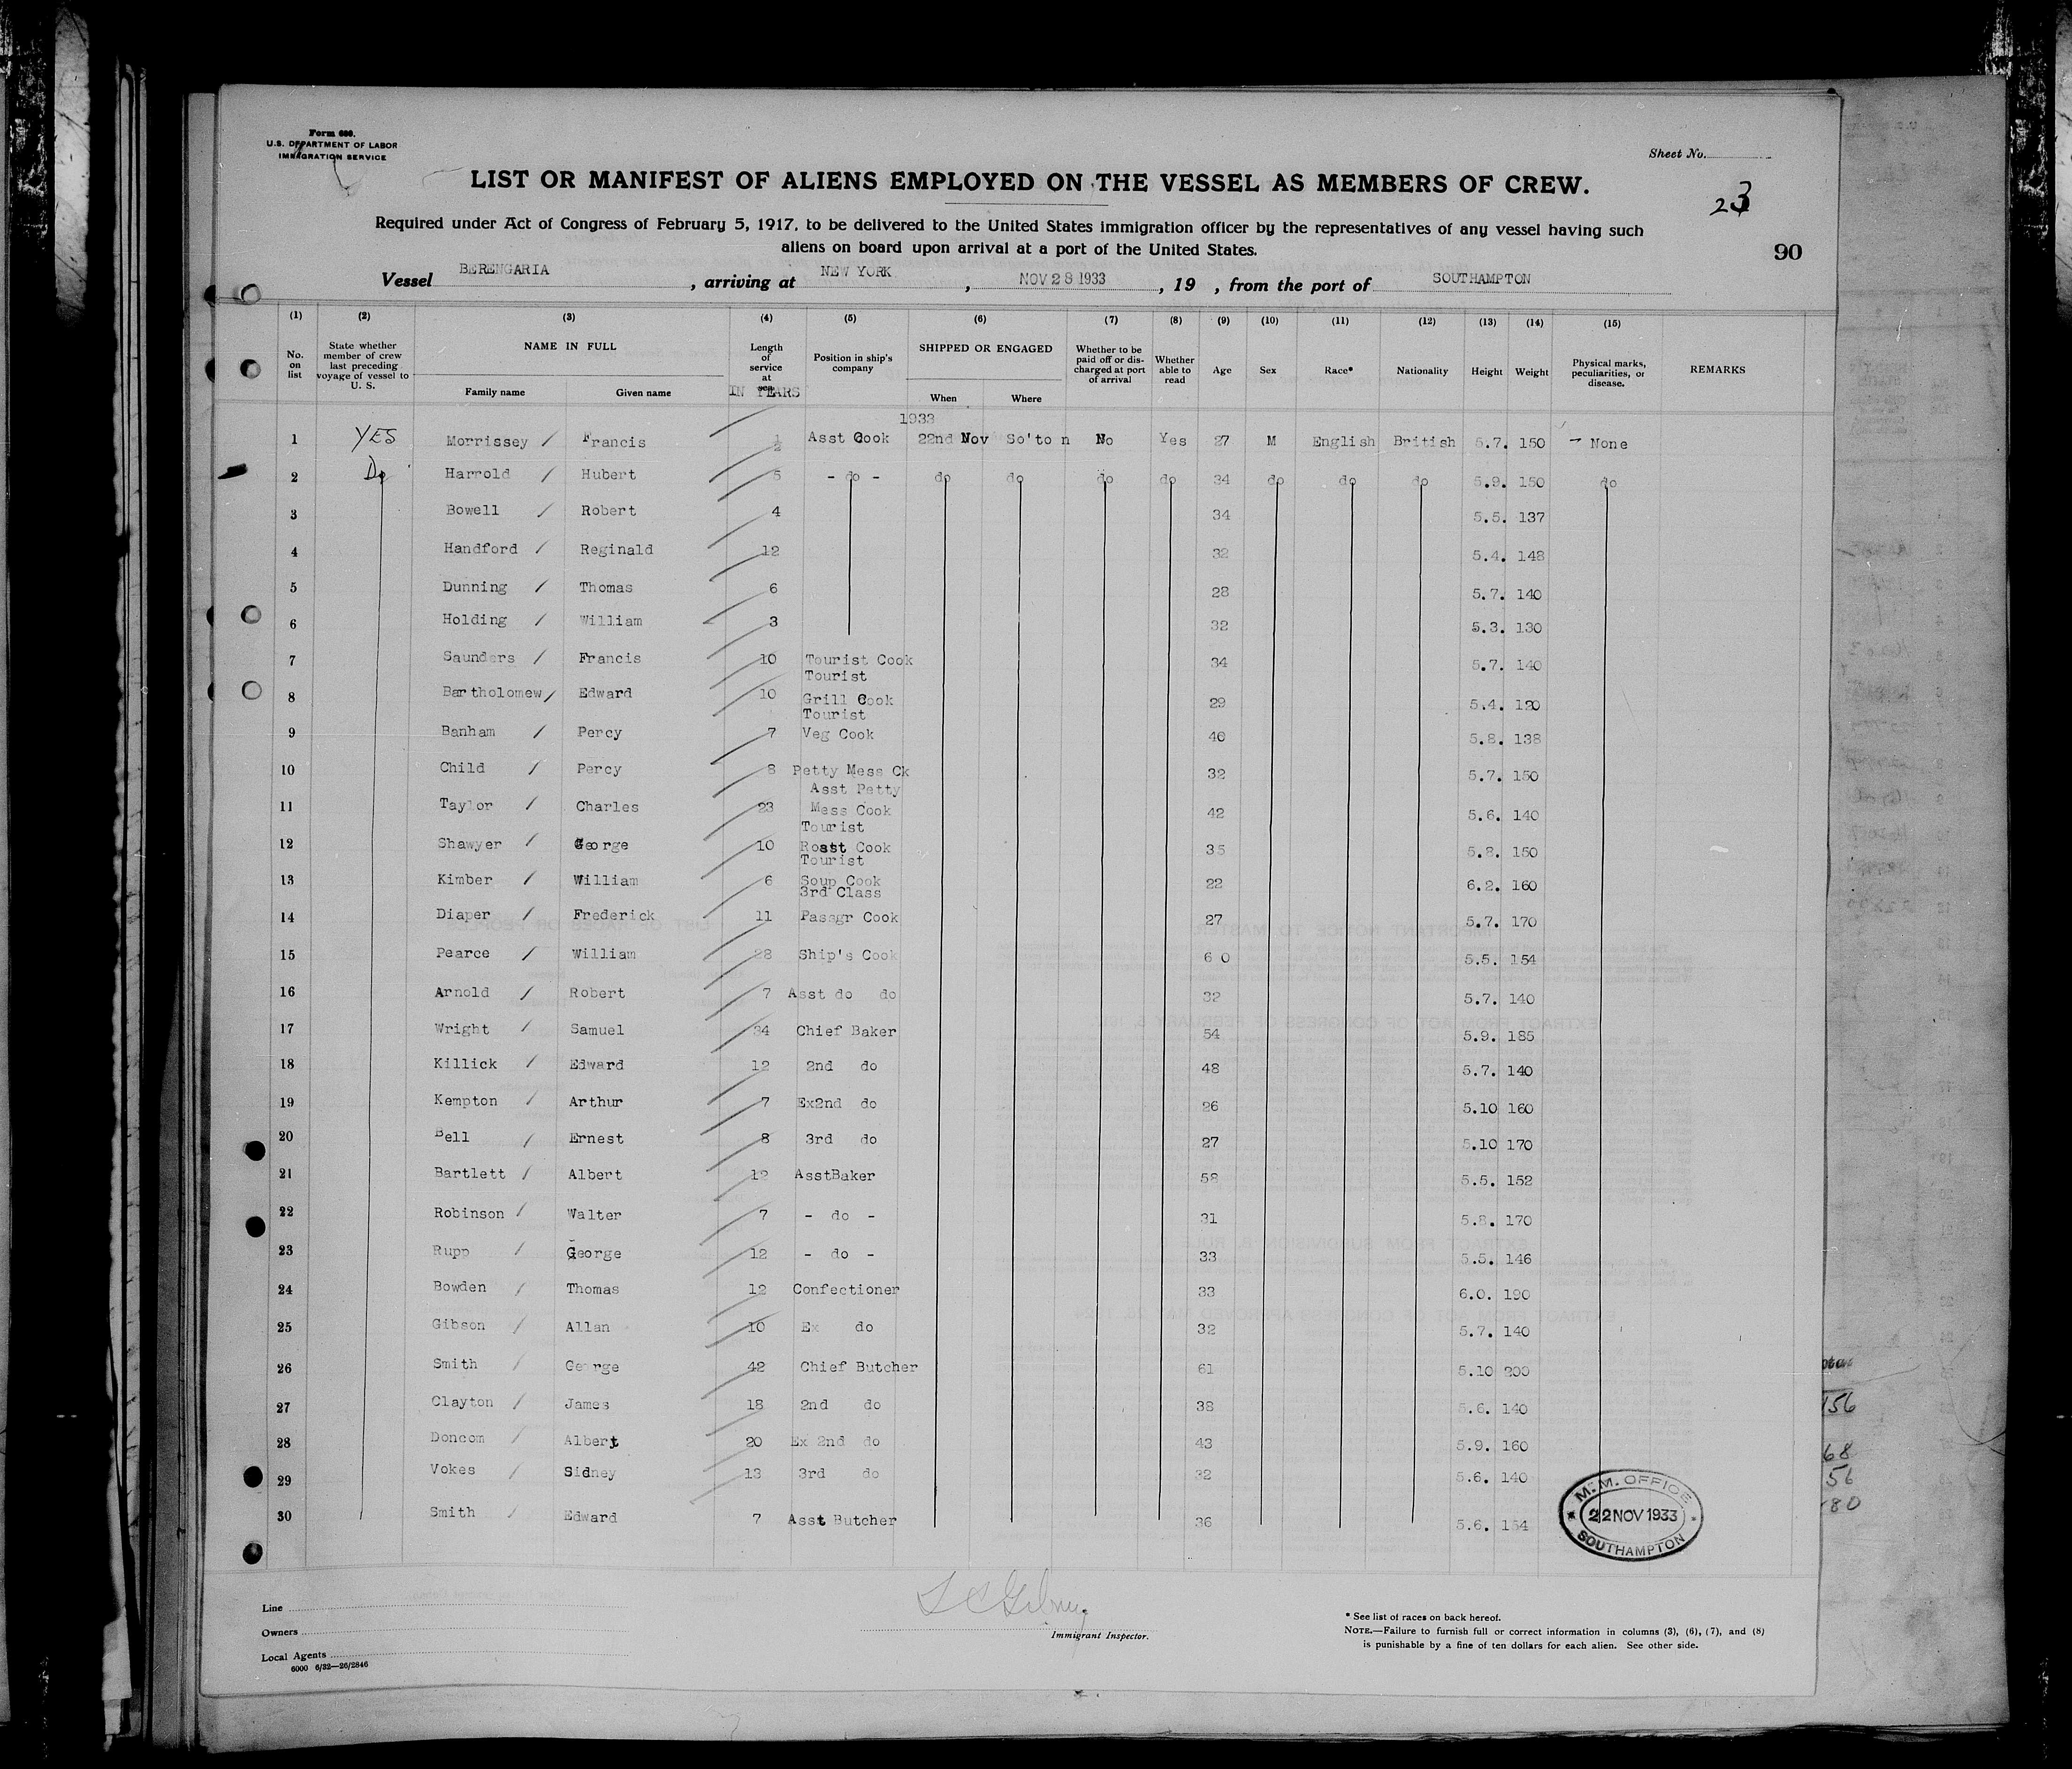 Form 680.
U.S. DEPARTMENT OF LABOR
IMMIGRATION SERVICE
Sheet No.
LIST OR MANIFEST OF ALIENS EMPLOYED ON THE VESSEL AS MEMBERS OF CREW.
23
Required under Act of Congress of February 5, 1917, to be delivered to the United States immigration officer by the representatives of any vessel having such
aliens on board upon arrival at a port of the United States.
90
Vessel BERENGARIA, arriving at NEW YORK, NOV 28 1933, 19 , from the port of SOUTHAMPTON
(1) (2) (3) (4) (5) (6) (7) (8) (9) (10) (11) (12) (13) (14) (15)
No. on list State whether member of crew last preceding voyage of vessel to U. S. NAME IN FULL Family name Given name Length of service at sea IN YEARS Position in ship's company SHIPPED OR ENGAGED When Where Whether to be paid off or discharged at port of arrival Whether able to read Age Sex Race* Nationality Height Weight Physical marks, peculiarities, or disease. REMARKS
1933
1 YES Morrissey / Francis ½ Asst Cook 22nd Nov So'to n No Yes 27 M English British 5.7. 150 - None
2 Do Harrold / Hubert 5 - do - do do do do 34 do do do 5.9. 150 do
3 Bowell / Robert 4 34 5.5. 137
4 Handford / Reginald 12 32 5.4. 148
5 Dunning / Thomas 6 28 5.7. 140
6 Holding / William 3 32 5.3. 130
7 Saunders / Francis 10 Tourist Cook 34 5.7. 140
Tourist
8 Bartholomew / Edward 10 Grill Cook 29 5.4. 120
Tourist
9 Banham / Percy 7 Veg Cook 40 5.8. 138
10 Child / Percy 8 Petty Mess Ck 32 5.7. 150
Asst Petty
11 Taylor / Charles 23 Mess Cook 42 5.6. 140
Tourist
12 Shawyer / George 10 Roast Cook 35 5.8. 150
Tourist
13 Kimber / William 6 Soup Cook 22 6.2. 160
3rd Class
14 Diaper / Frederick 11 Passgr Cook 27 5.7. 170
15 Pearce / William 28 Ship's Cook 6 0 5.5. 154
16 Arnold / Robert 7 Asst do do 32 5.7. 140
17 Wright / Samuel 34 Chief Baker 54 5.9. 185
18 Killick / Edward 12 2nd do 48 5.7. 140
19 Kempton / Arthur 7 Ex2nd do 26 5.10 160
20 Bell / Ernest 8 3rd do 27 5.10 170
21 Bartlett / Albert 12 AsstBaker 58 5.5. 152
22 Robinson / Walter 7 - do - 31 5.8. 170
23 Rupp / George 12 - do - 33 5.5. 146
24 Bowden / Thomas 12 Confectioner 33 6.0. 190
25 Gibson / Allan 10 Ex do 32 5.7. 140
26 Smith / George 42 Chief Butcher 61 5.10 200
27 Clayton / James 18 2nd do 38 5.6. 140
28 Doncom / Albert 20 Ex 2nd do 43 5.9. 160
29 Vokes / Sidney 13 3rd do 32 5.6. 140
30 Smith / Edward 7 Asst Butcher 36 5.6. 154
M.M. OFFICE
22 NOV 1933
SOUTHAMPTON
156
68
56
80
Line
Owners
Local Agents
6000 6/32—26/2846
Immigrant Inspector.
* See list of races on back hereof.
NOTE.—Failure to furnish full or correct information in columns (3), (6), (7), and (8)
is punishable by a fine of ten dollars for each alien. See other side.